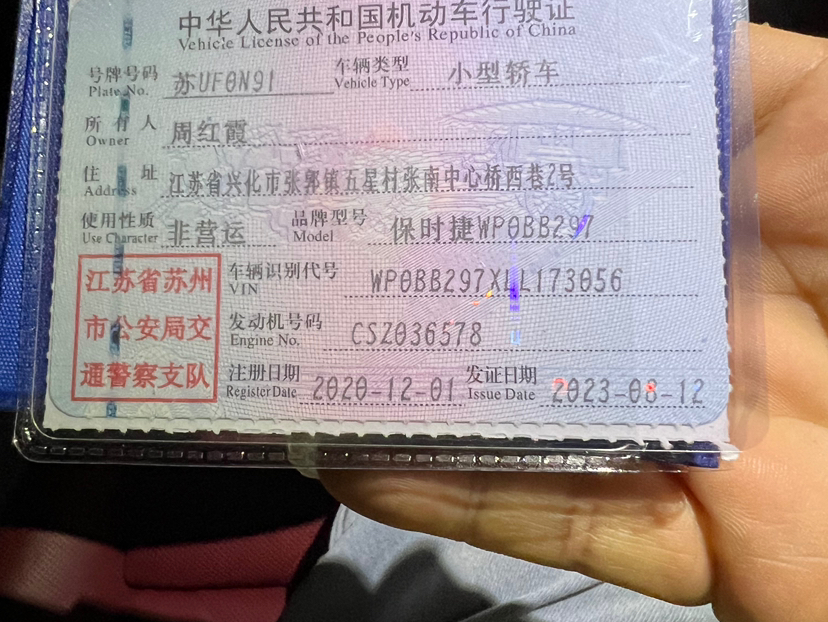 中华人民共和国机动车行驶证
Vehicle License of the People's Republic of China
号牌号码 苏UF0N91 车辆类型 小型轿车
Plate No. Vehicle Type
所有人 周红霞
Owner
住址 江苏省兴化市张郭镇五星村张南中心桥西巷2号
Address
使用性质 非营运 品牌型号 保时捷WP0BB297
Use Character Model
江苏省苏州
市公安局交
通警察支队
车辆识别代号 WP0BB297XLL173056
VIN
发动机号码 CSZ036578
Engine No.
注册日期 2020-12-01 发证日期 2023-08-12
Register Date Issue Date